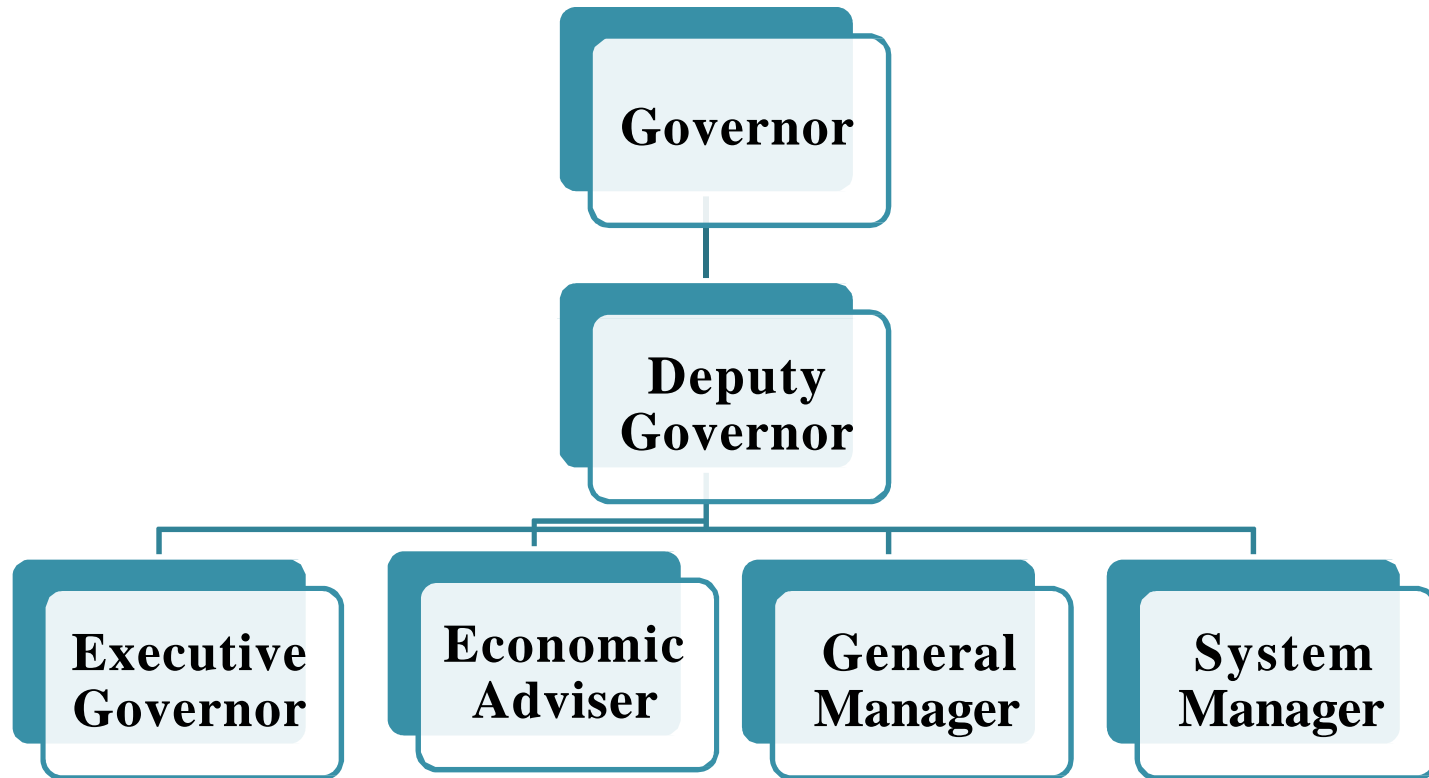 Governor
Deputy
Governor
Executive
Governor
Economic
Adviser
General
Manager
System
Manager